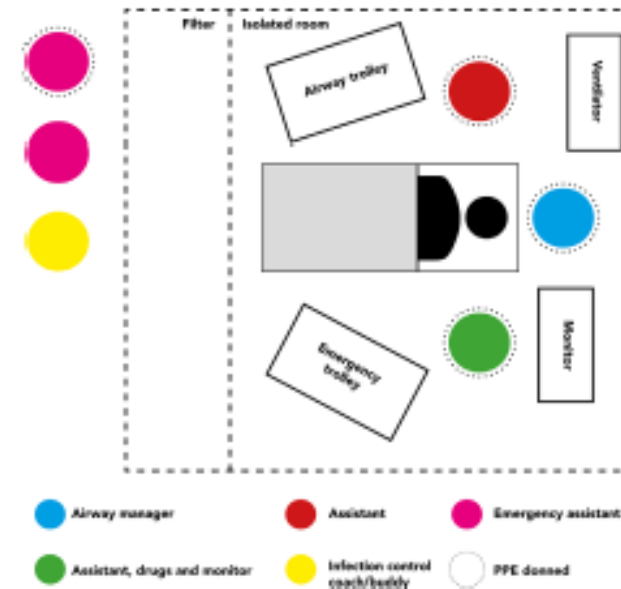 Filter
Isolated room
Airway trolley
Ventilator
Emergency
trolley
Monitor
Airway manager
Assistant
Emergency assistant
Assistant, drugs and monitor
Infection control
coach/buddy
PPE donned